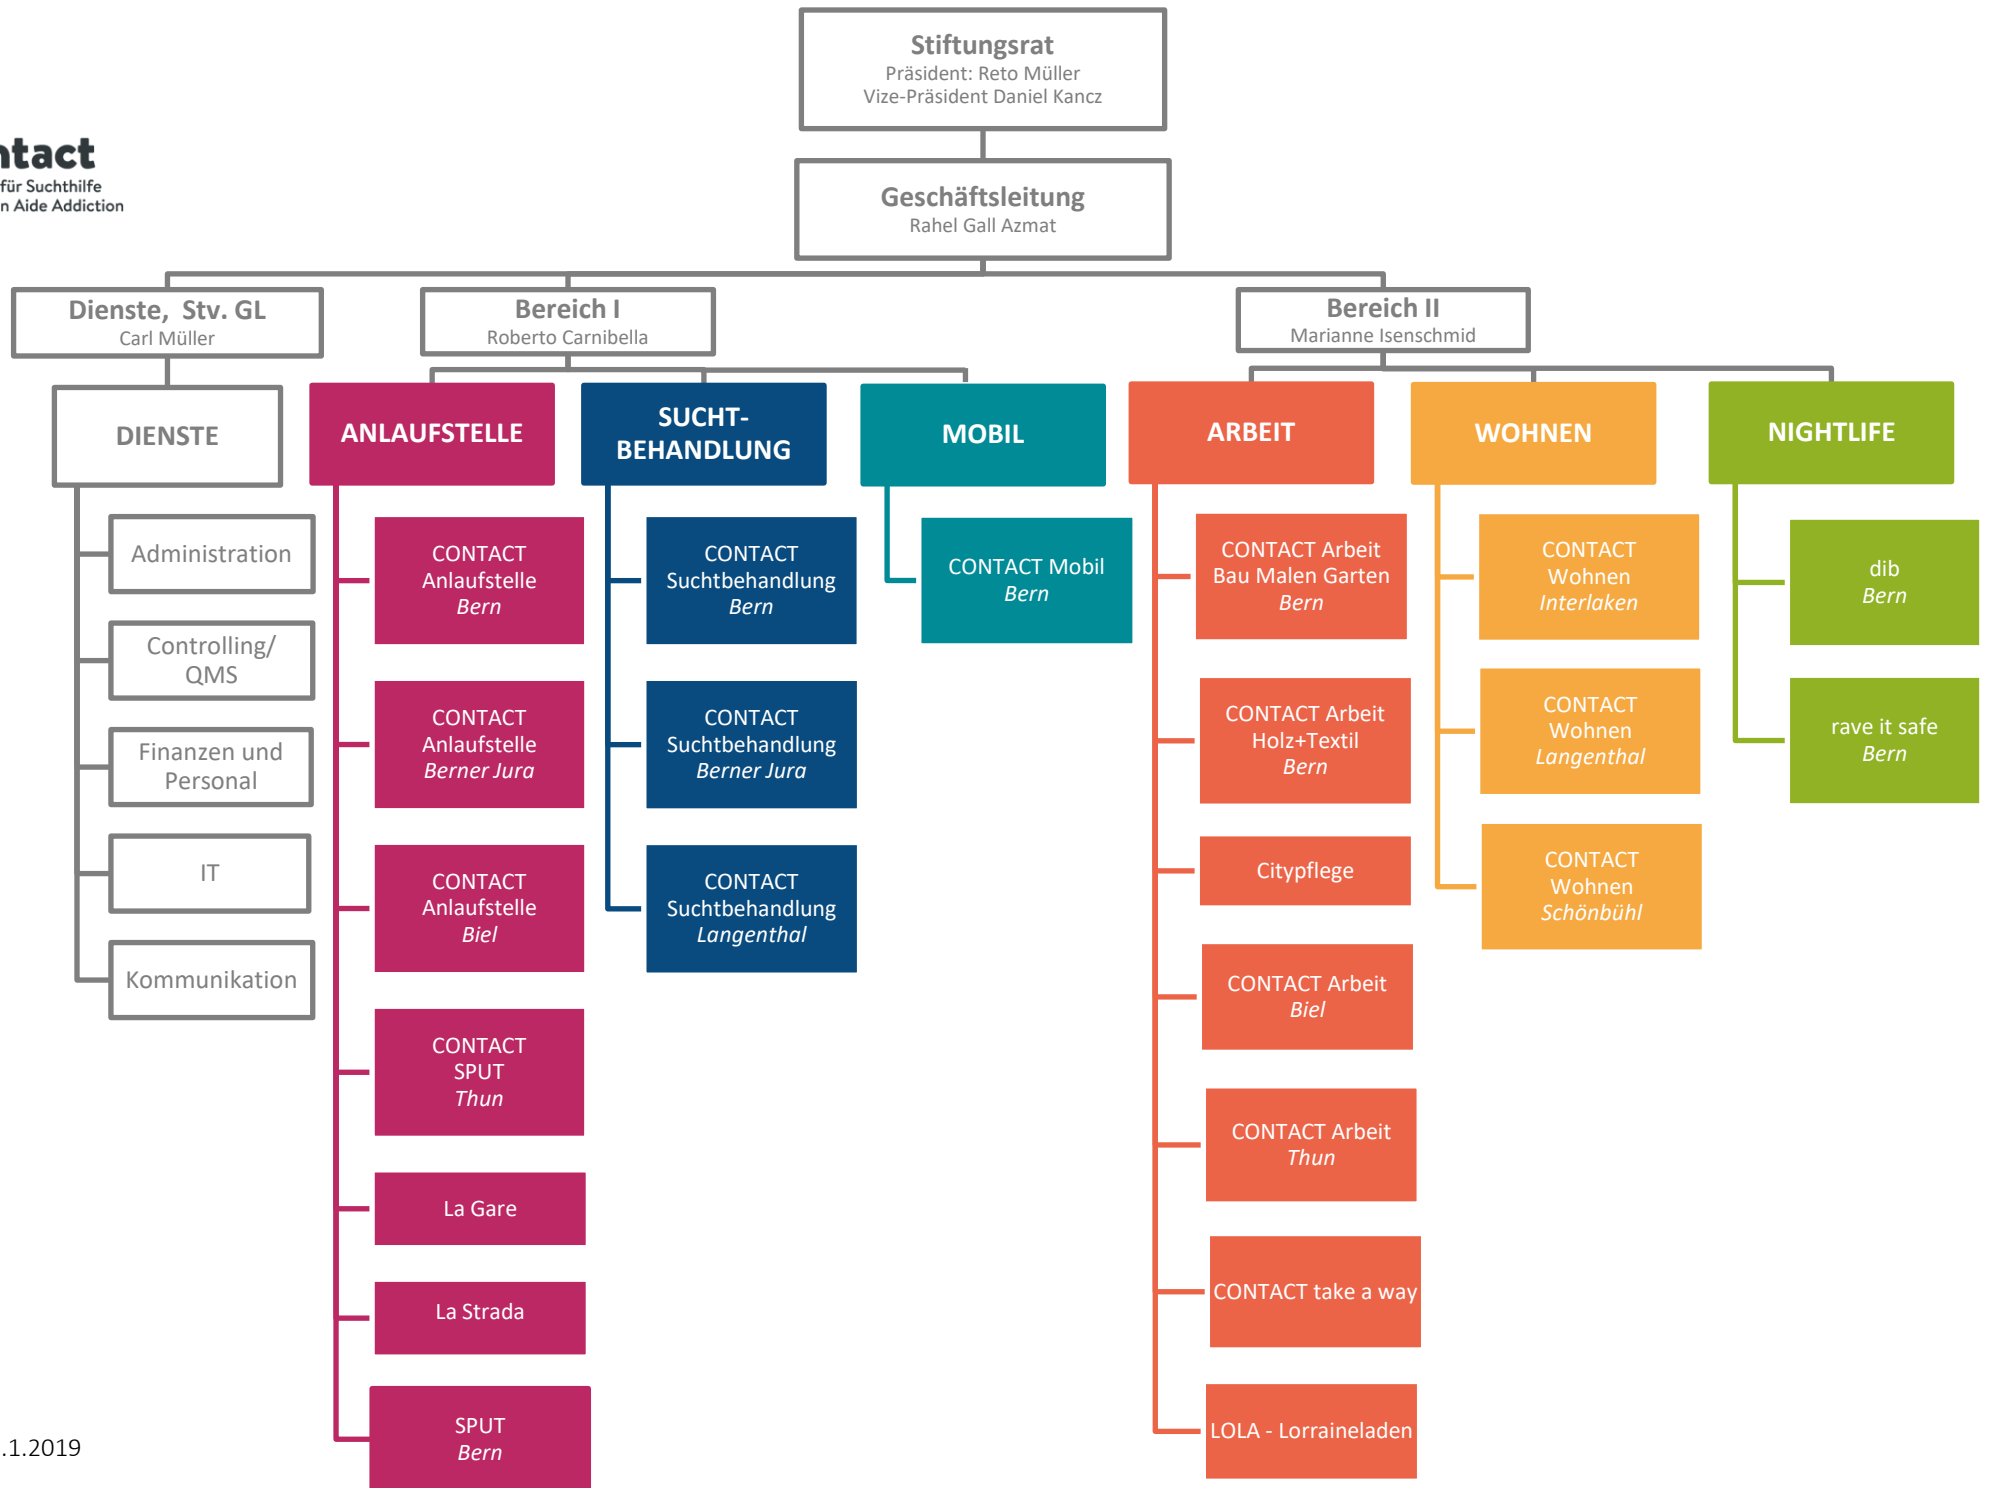 Stiftungsrat
Präsident: Reto Müller
Vize-Präsident Daniel Kancz
ntact
für Suchthilfe
n Aide Addiction
Geschäftsleitung
Rahel Gall Azmat
Dienste, Stv. GL
Carl Müller
Bereich I
Roberto Carnibella
Bereich II
Marianne Isenschmid
DIENSTE
Administration
Controlling/
QMS
Finanzen und
Personal
IT
Kommunikation
ANLAUFSTELLE
CONTACT
Anlaufstelle
Bern
CONTACT
Anlaufstelle
Berner Jura
CONTACT
Anlaufstelle
Biel
CONTACT
SPUT
Thun
La Gare
La Strada
SPUT
Bern
SUCHT-
BEHANDLUNG
CONTACT
Suchtbehandlung
Bern
CONTACT
Suchtbehandlung
Berner Jura
CONTACT
Suchtbehandlung
Langenthal
MOBIL
CONTACT Mobil
Bern
ARBEIT
CONTACT Arbeit
Bau Malen Garten
Bern
CONTACT Arbeit
Holz+Textil
Bern
Citypflege
CONTACT Arbeit
Biel
CONTACT Arbeit
Thun
CONTACT take a way
LOLA - Lorraineladen
WOHNEN
CONTACT
Wohnen
Interlaken
CONTACT
Wohnen
Langenthal
CONTACT
Wohnen
Schönbühl
NIGHTLIFE
dib
Bern
rave it safe
Bern
.1.2019